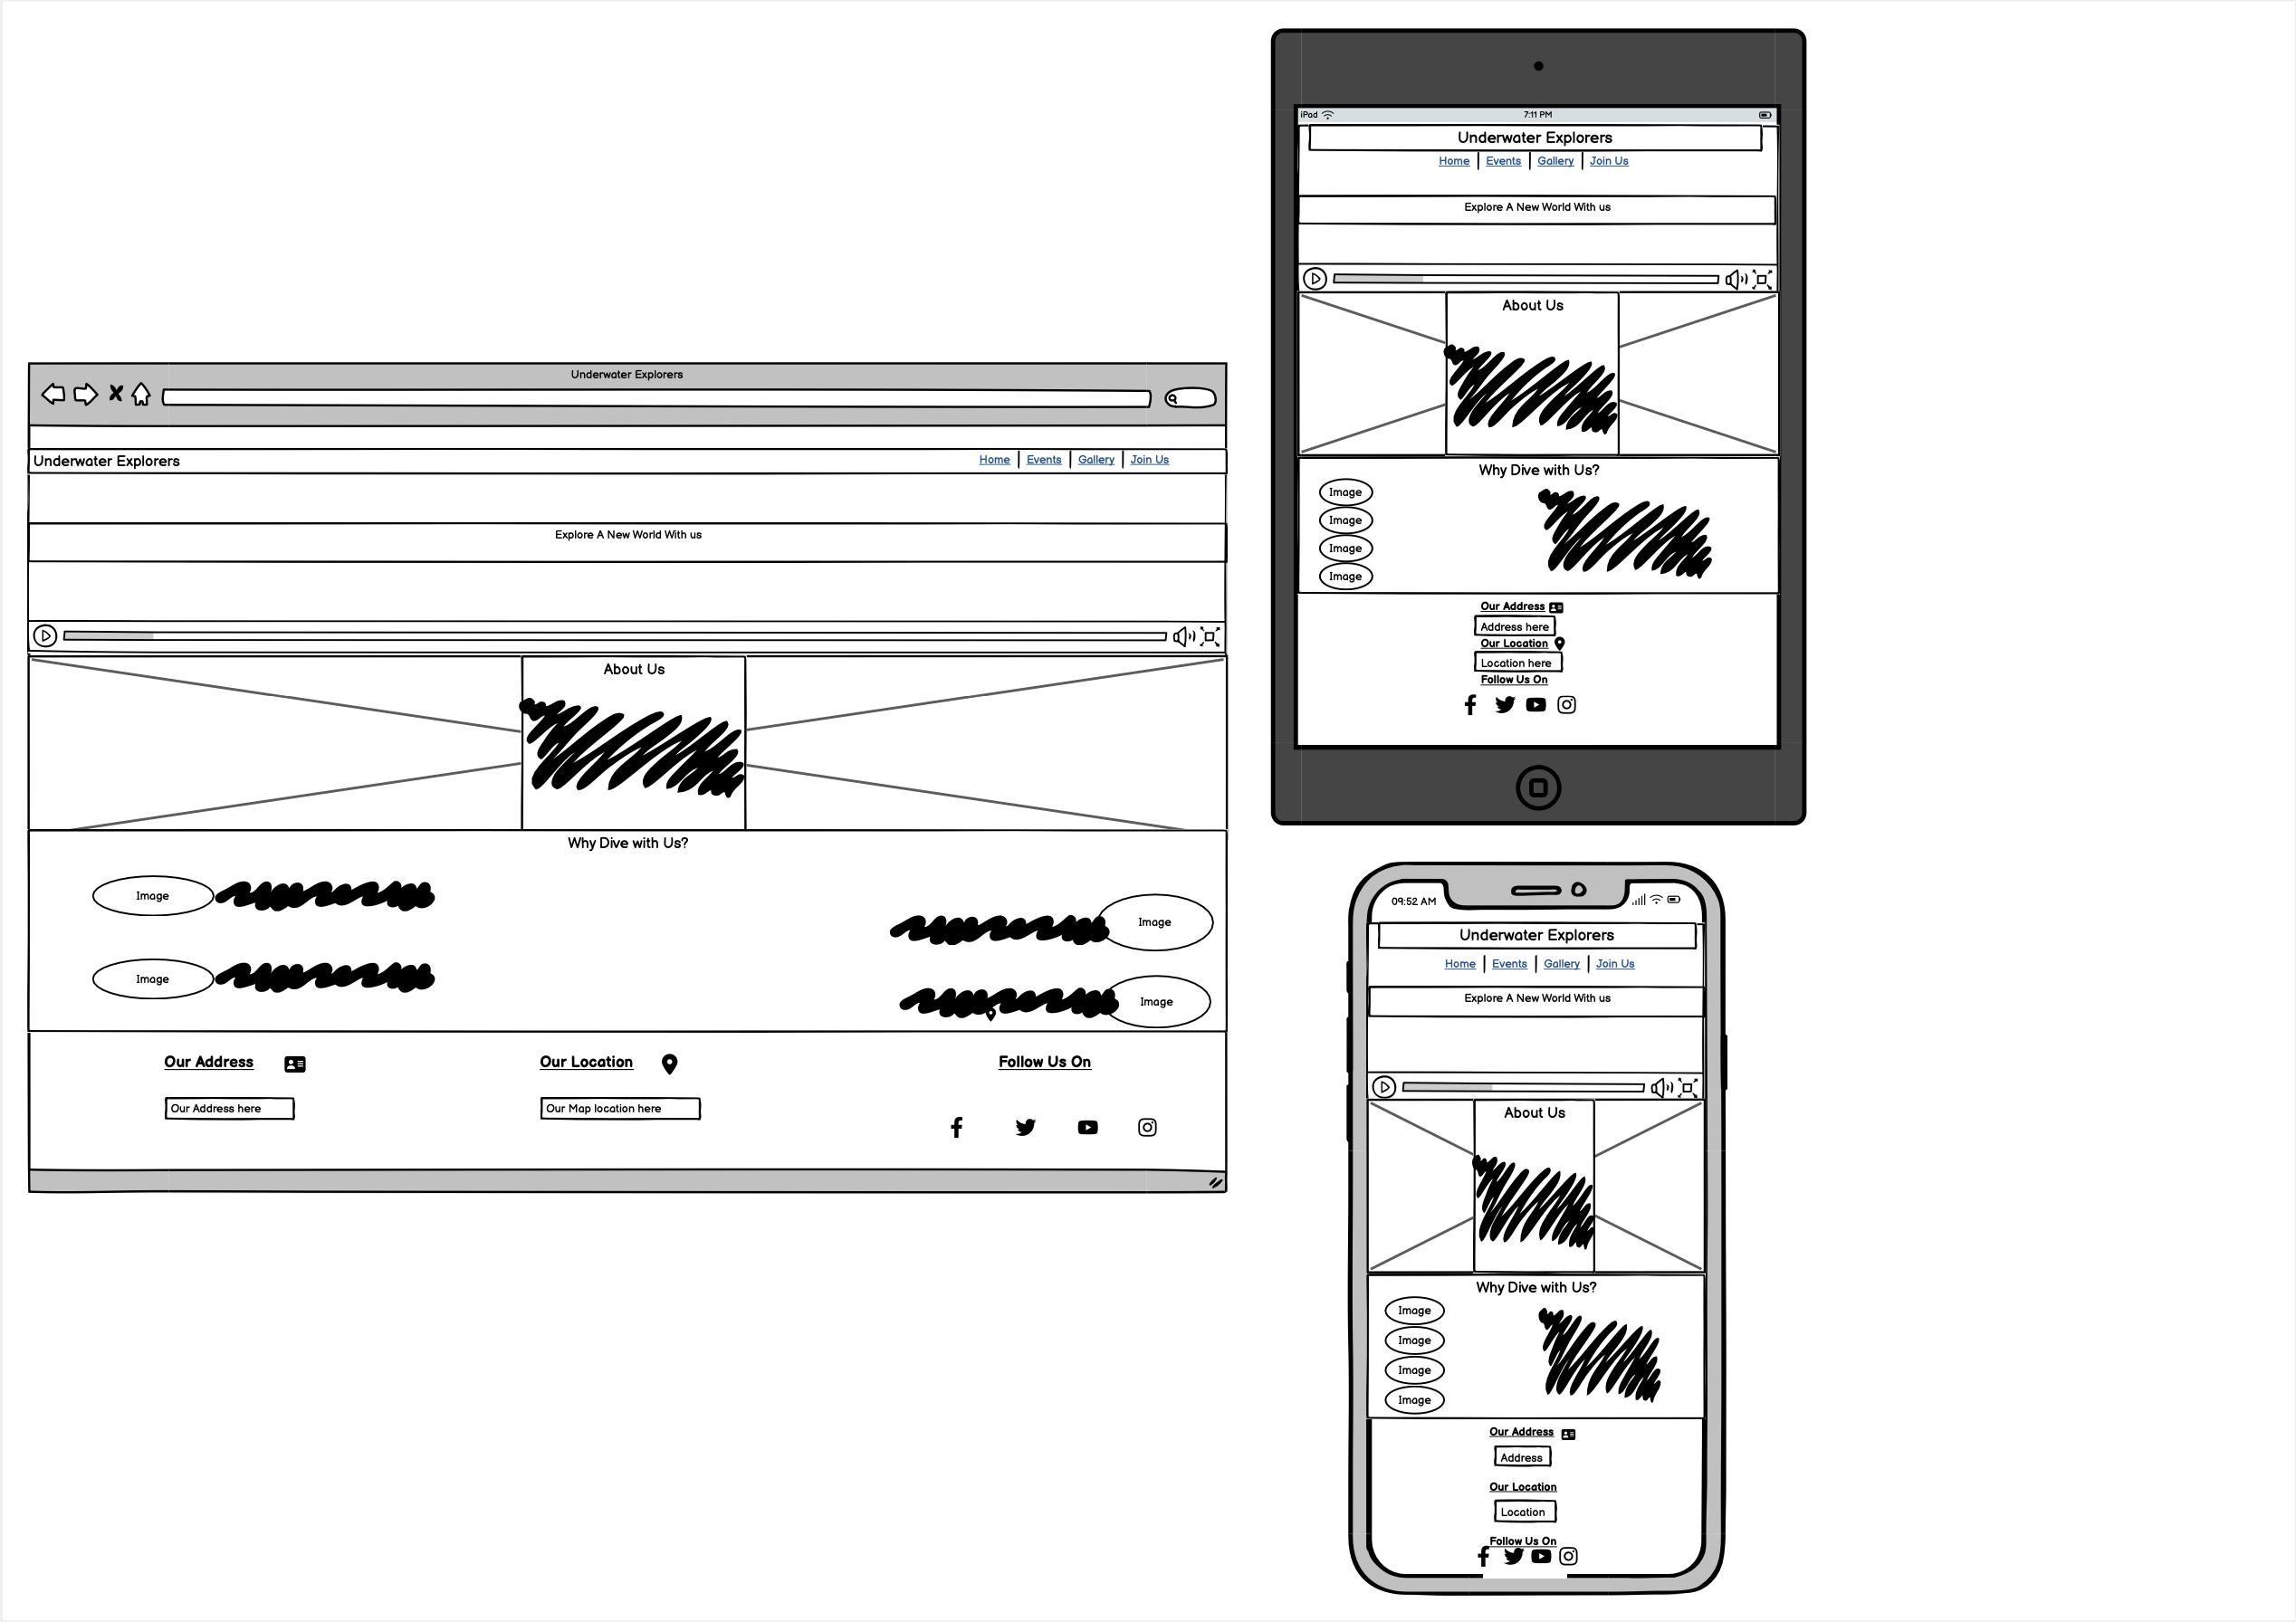 Underwater Explorers
Underwater Explorers Home Events Gallery Join Us
Explore A New World With us
About Us
Why Dive with Us?
Image
Image
Image
Image
Our Address Our Location Follow Us On
Our Address here Our Map location here
iPad 7:11 PM
Underwater Explorers
Home Events Gallery Join Us
Explore A New World With us
About Us
Why Dive with Us?
Image
Image
Image
Image
Our Address
Address here
Our Location
Location here
Follow Us On
09:52 AM
Underwater Explorers
Home Events Gallery Join Us
Explore A New World With us
About Us
Why Dive with Us?
Image
Image
Image
Image
Our Address
Address
Our Location
Location
Follow Us On